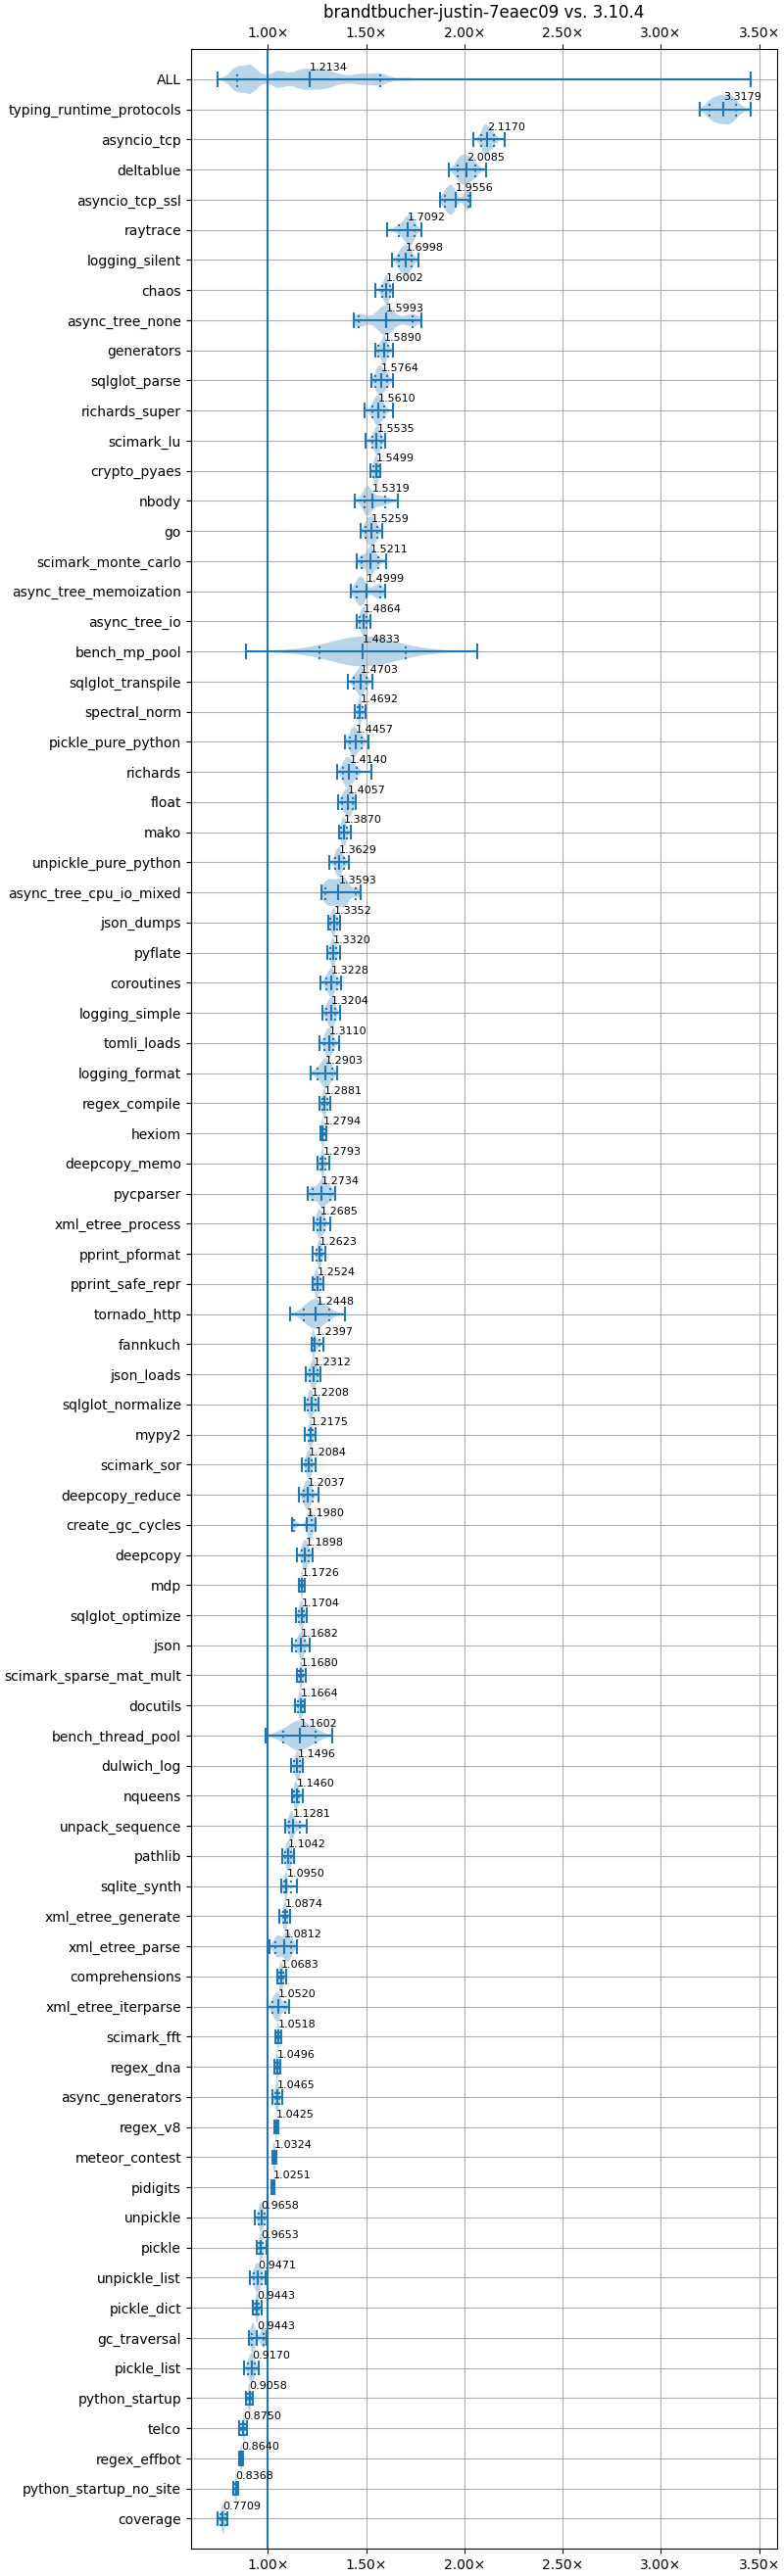 brandtbucher-justin-7eaec09 vs. 3.10.4
1.00× 1.50× 2.00× 2.50× 3.00× 3.50×
ALL 1.2134
typing_runtime_protocols 3.3179
asyncio_tcp 2.1170
deltablue 2.0085
asyncio_tcp_ssl 1.9556
raytrace 1.7092
logging_silent 1.6998
chaos 1.6002
async_tree_none 1.5993
generators 1.5890
sqlglot_parse 1.5764
richards_super 1.5610
scimark_lu 1.5535
crypto_pyaes 1.5499
nbody 1.5319
go 1.5259
scimark_monte_carlo 1.5211
async_tree_memoization 1.4999
async_tree_io 1.4864
bench_mp_pool 1.4833
sqlglot_transpile 1.4703
spectral_norm 1.4692
pickle_pure_python 1.4457
richards 1.4140
float 1.4057
mako 1.3870
unpickle_pure_python 1.3629
async_tree_cpu_io_mixed 1.3593
json_dumps 1.3352
pyflate 1.3320
coroutines 1.3228
logging_simple 1.3204
tomli_loads 1.3110
logging_format 1.2903
regex_compile 1.2881
hexiom 1.2794
deepcopy_memo 1.2793
pycparser 1.2734
xml_etree_process 1.2685
pprint_pformat 1.2623
pprint_safe_repr 1.2524
tornado_http 1.2448
fannkuch 1.2397
json_loads 1.2312
sqlglot_normalize 1.2208
mypy2 1.2175
scimark_sor 1.2084
deepcopy_reduce 1.2037
create_gc_cycles 1.1980
deepcopy 1.1898
mdp 1.1726
sqlglot_optimize 1.1704
json 1.1682
scimark_sparse_mat_mult 1.1680
docutils 1.1664
bench_thread_pool 1.1602
dulwich_log 1.1496
nqueens 1.1460
unpack_sequence 1.1281
pathlib 1.1042
sqlite_synth 1.0950
xml_etree_generate 1.0874
xml_etree_parse 1.0812
comprehensions 1.0683
xml_etree_iterparse 1.0520
scimark_fft 1.0518
regex_dna 1.0496
async_generators 1.0465
regex_v8 1.0425
meteor_contest 1.0324
pidigits 1.0251
unpickle 0.9658
pickle 0.9653
unpickle_list 0.9471
pickle_dict 0.9443
gc_traversal 0.9443
pickle_list 0.9170
python_startup 0.9058
telco 0.8750
regex_effbot 0.8640
python_startup_no_site 0.8368
coverage 0.7709
1.00× 1.50× 2.00× 2.50× 3.00× 3.50×